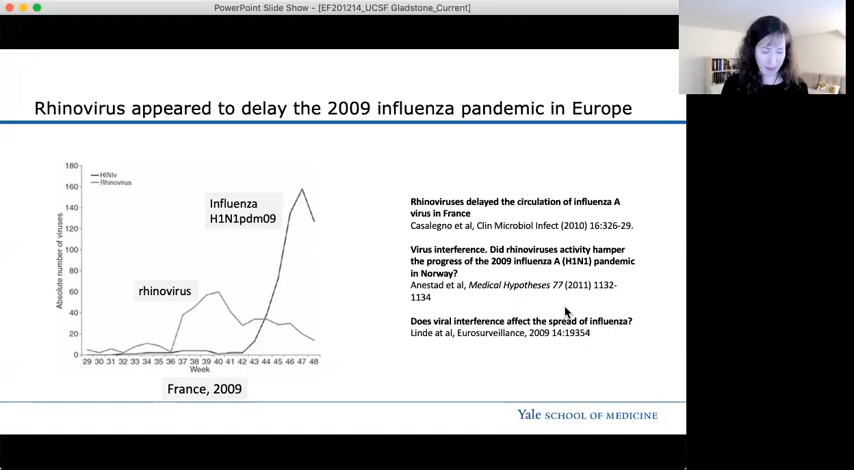 PowerPoint Slide Show - [EF201214_UCSF Gladstone_Current]
Rhinovirus appeared to delay the 2009 influenza pandemic in Europe
180
160
140
120
100
80
60
40
20
0
Absolute number of viruses
HINIv
Rhinovirus
Influenza
H1N1pdm09
rhinovirus
29 30 31 32 33 34 35 36 37 38 39 40 41 42 43 44 45 46 47 48
Week
France, 2009
Rhinoviruses delayed the circulation of influenza A
virus in France
Casalegno et al, Clin Microbiol Infect (2010) 16:326-29.
Virus interference. Did rhinoviruses activity hamper
the progress of the 2009 influenza A (H1N1) pandemic
in Norway?
Anestad et al, Medical Hypotheses 77 (2011) 1132-
1134
Does viral interference affect the spread of influenza?
Linde at al, Eurosurveillance, 2009 14:19354
Yale SCHOOL OF MEDICINE